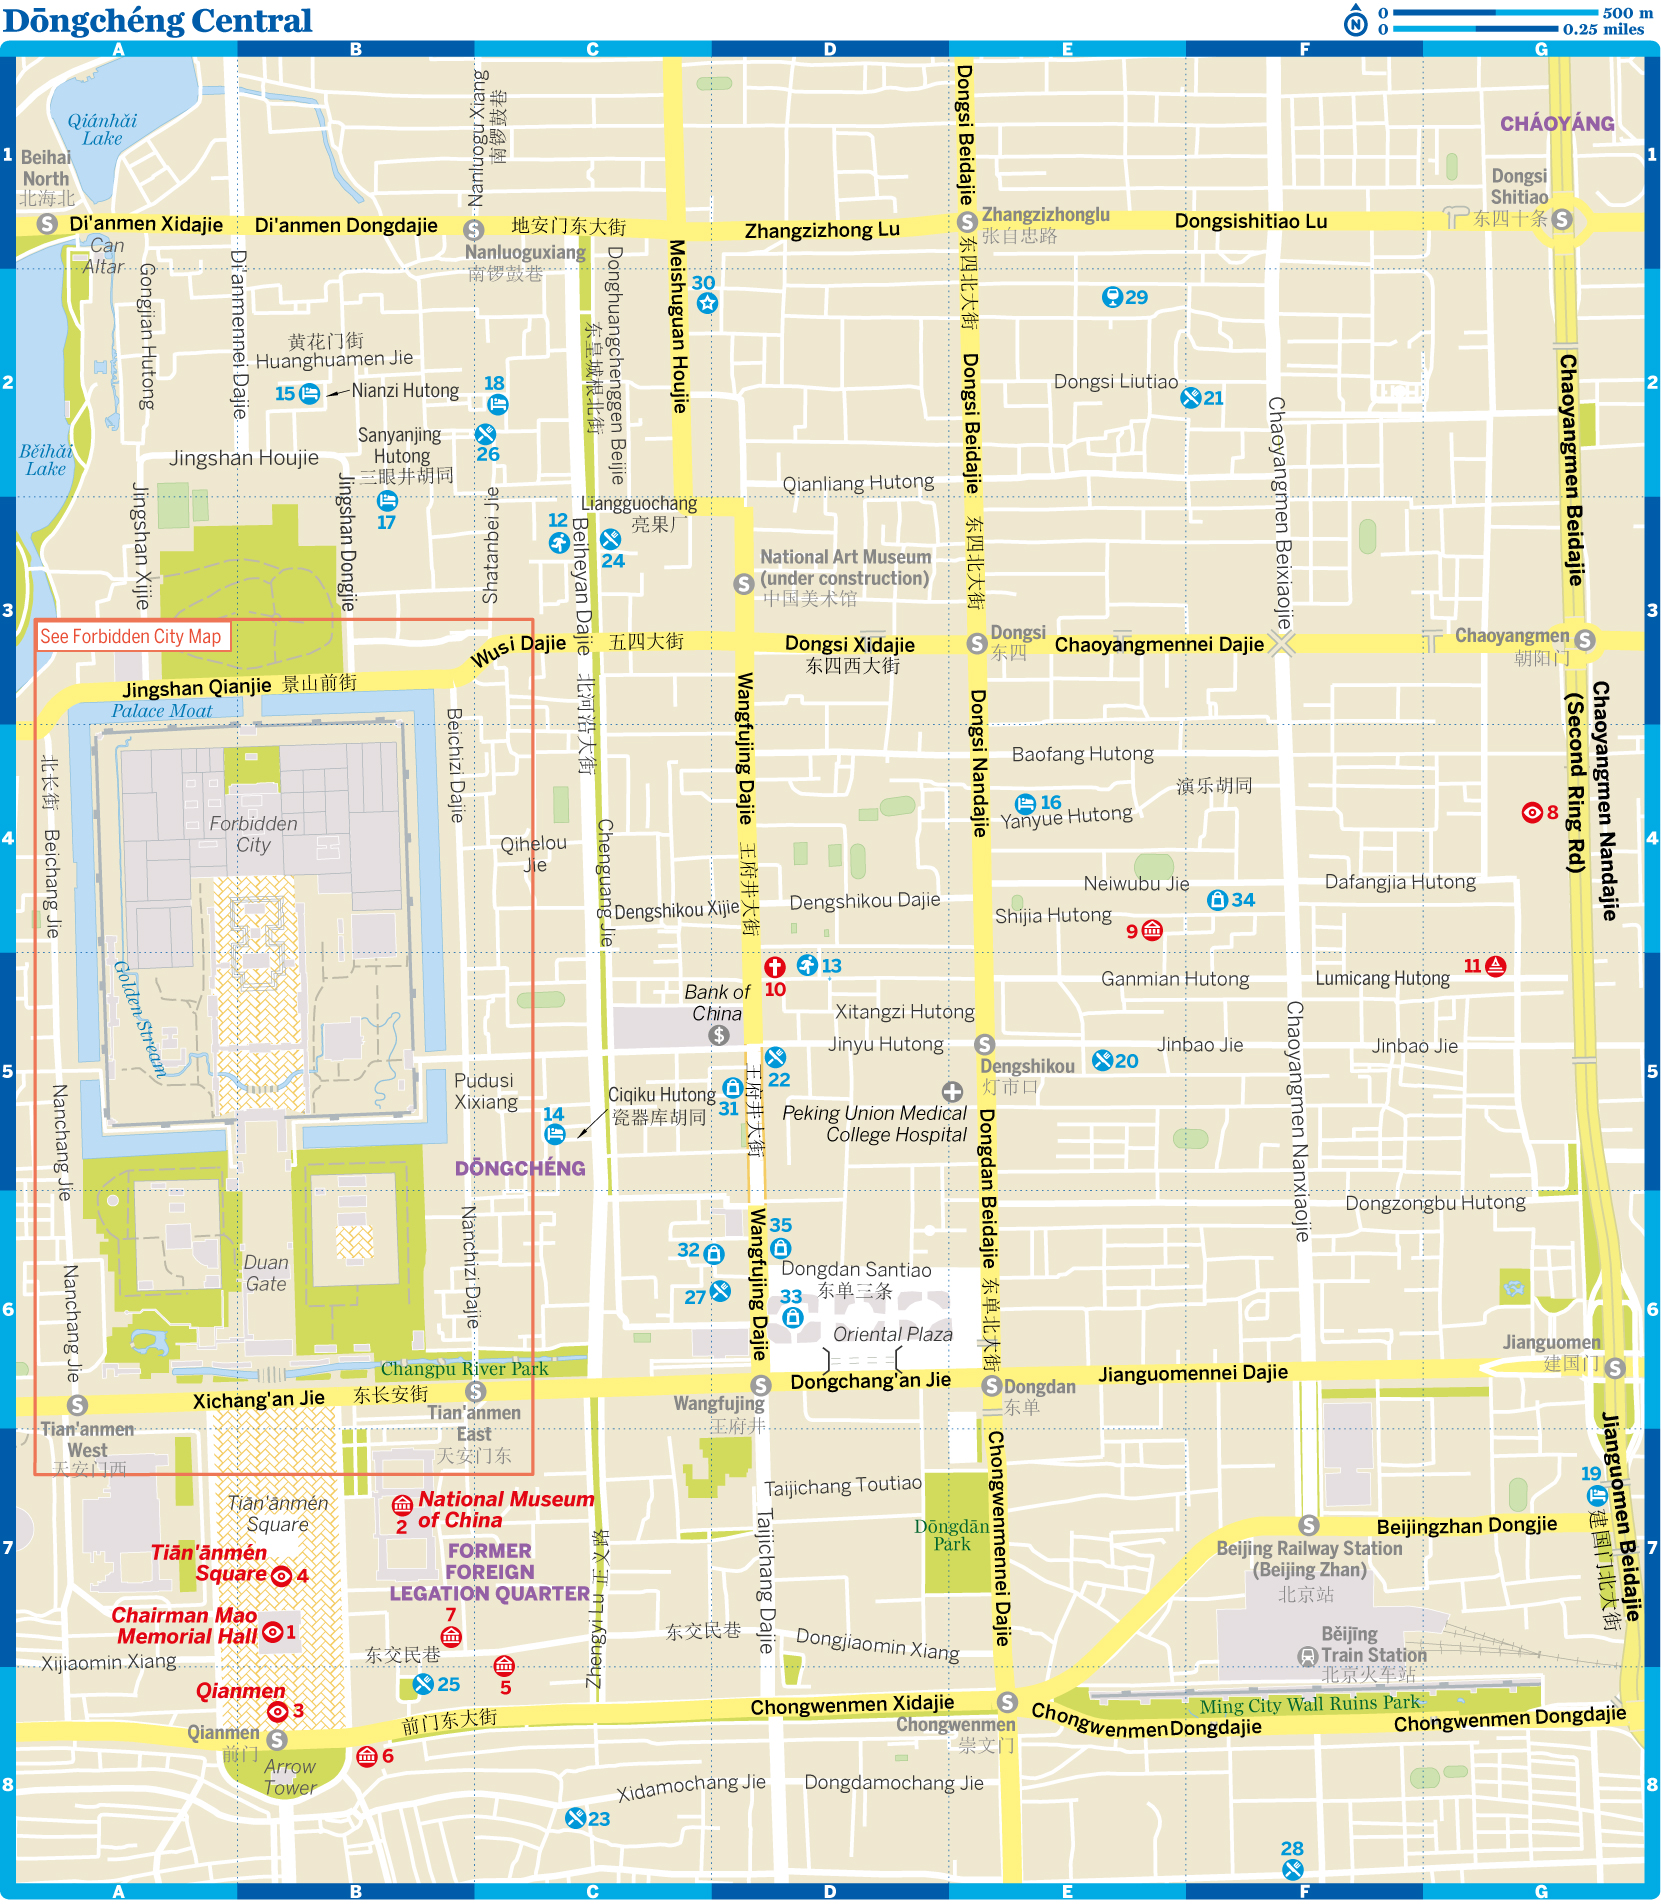 Dōngchéng Central
N
0
500 m
0
0.25 miles
A
B
C
D
E
F
G
1
1
2
2
3
3
4
4
5
5
6
6
7
7
8
8
Qiánhǎi
Lake
Nanluogu Xiang
南锣鼓巷
Dongsi Beidajie
CHÁOYÁNG
Beihai
North
北海北
Dongsi
Shitiao
东四十条
Di'anmen Xidajie
Di'anmen Dongdajie
地安门东大街
Zhangzizhong Lu
Zhangzizhonglu
张自忠路
Dongsishitiao Lu
Nanluoguxiang
南锣鼓巷
Can
Altar
Gongjian Hutong
Di'anmennei Dajie
Donghuangchenggen Beijie
东皇城根北街
Meishuguan Houjie
30
东四北大街
29
黄花门街
Huanghuamen Jie
15
Nianzi Hutong
18
26
Dongsi Beidajie
Dongsi Liutiao
21
Chaoyangmen Beixiaojie
Chaoyangmen Beidajie
Běihǎi
Lake
Jingshan Houjie
Sanyanjing
Hutong
三眼井胡同
17
Jingshan Xijie
Jingshan Dongjie
Shatanbei Jie
Qianliang Hutong
Liangguochang
亮果厂
12
24
Beiheyan Dajie
东四北大街
National Art Museum
(under construction)
中国美术馆
See Forbidden City Map
Wusi Dajie
五四大街
Dongsi Xidajie
东四西大街
Dongsi
东四
Chaoyangmennei Dajie
Chaoyangmen
朝阳门
Jingshan Qianjie
景山前街
Palace Moat
北河沿大街
Wangfujing Dajie
Dongsi Nandajie
Chaoyangmen Nandajie
(Second Ring Rd)
北长街
Beichang Jie
Beichizi Dajie
Baofang Hutong
演乐胡同
16
Yanyue Hutong
8
Forbidden
City
Qihelou
Jie
Chenguang Jie
王府井大街
Neiwubu Jie
Dafangjia Hutong
34
Dengshikou Xijie
Dengshikou Dajie
Shijia Hutong
9
Golden Stream
10
13
Ganmian Hutong
Lumicang Hutong
11
Bank of
China
Xitangzi Hutong
Jinyu Hutong
Jinbao Jie
Jinbao Jie
Chaoyangmen Nanxiaojie
22
Dengshikou
灯市口
20
Nanchang Jie
Pudusi
Xixiang
Ciqiku Hutong
瓷器库胡同
31
王府井大街
14
Peking Union Medical
College Hospital
Dongdan Beidajie
DŌNGCHÉNG
Dongzongbu Hutong
Nanchizi Dajie
Wangfujing Dajie
35
32
Duan
Gate
Nanchang Jie
27
Dongdan Santiao
东单三条
33
东单北大街
Oriental Plaza
Jianguomen
建国门
Changpu River Park
Xichang'an Jie
东长安街
Dongchang'an Jie
Jianguomennei Dajie
Tian'anmen
West
天安门西
Tian'anmen
East
天安门东
Wangfujing
王府井
Dongdan
东单
Chongwenmennei Dajie
Jianguomen Beidajie
建国门北大街
19
Taijichang Toutiao
Taijichang Dajie
Tiān'ānmén
Square
National Museum
of China
2
Dōngdān
Park
Beijingzhan Dongjie
Beijing Railway Station
(Beijing Zhan)
北京站
FORMER
FOREIGN
LEGATION QUARTER
Zhengyi Lu
正义路
Tiān'ānmén
Square
4
Chairman Mao
Memorial Hall
1
7
东交民巷
东交民巷
Dongjiaomin Xiang
Běijīng
Train Station
北京火车站
Xijiaomin Xiang
5
25
Qianmen
3
Chongwenmen Xidajie
Ming City Wall Ruins Park
Chongwenmen Dongdajie
Chongwenmen Dongdajie
前门东大街
Qianmen
前门
Chongwenmen
崇文门
6
Arrow
Tower
Xidamochang Jie
Dongdamochang Jie
23
28
A
B
C
D
E
F
G